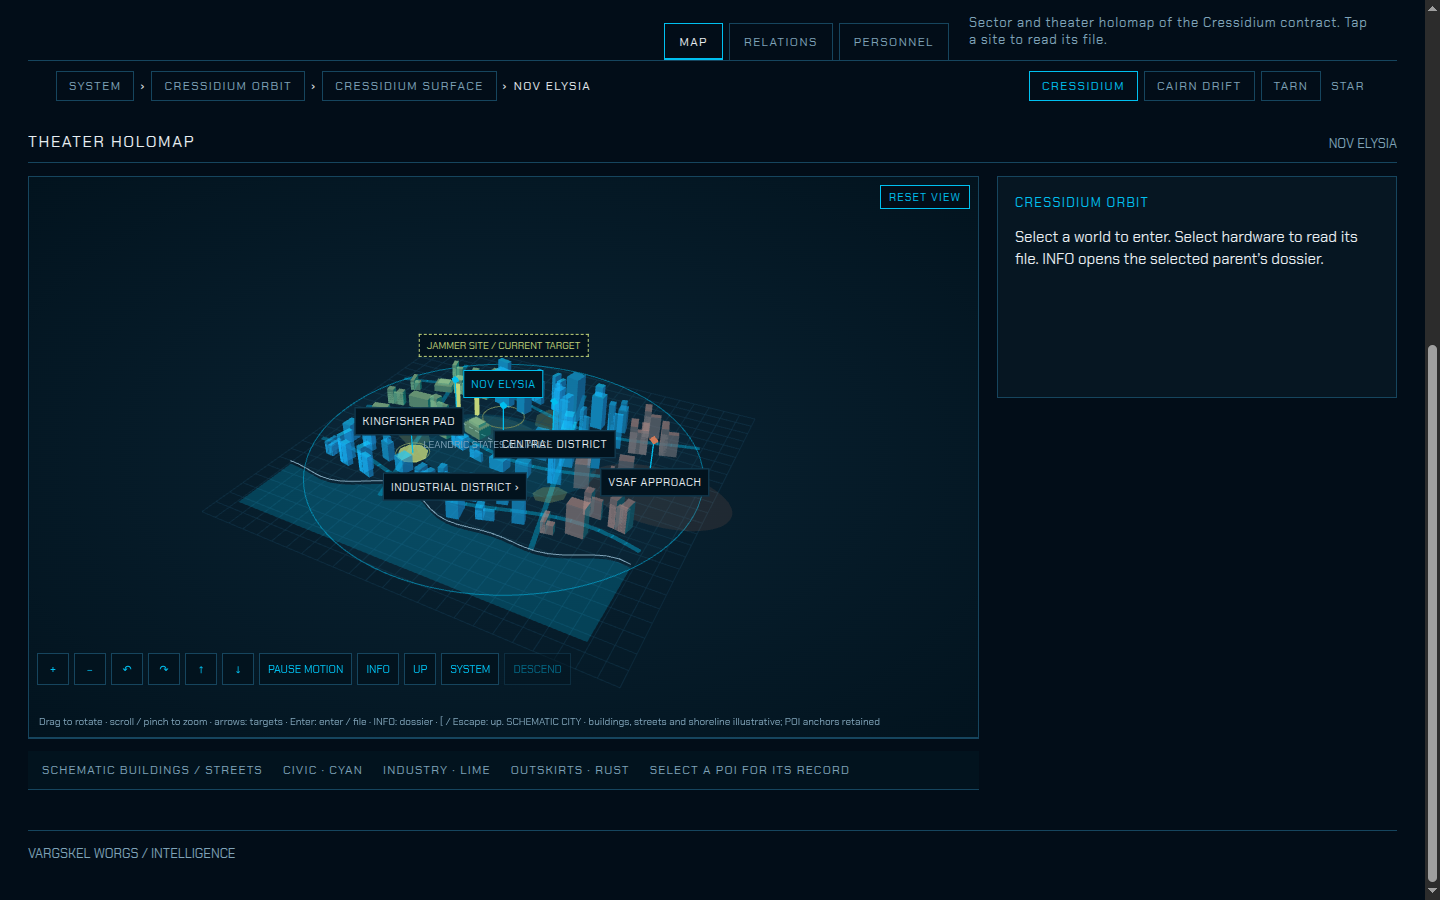 MAP
RELATIONS
PERSONNEL
Sector and theater holomap of the Cressidium contract. Tap
a site to read its file.
SYSTEM › CRESSIDIUM ORBIT › CRESSIDIUM SURFACE › NOV ELYSIA
CRESSIDIUM
CAIRN DRIFT
TARN
STAR
THEATER HOLOMAP
NOV ELYSIA
RESET VIEW
CRESSIDIUM ORBIT
Select a world to enter. Select hardware to read its
file. INFO opens the selected parent's dossier.
JAMMER SITE / CURRENT TARGET
NOV ELYSIA
KINGFISHER PAD
LEANDRIC STATES
CENTRAL DISTRICT
VSAF APPROACH
INDUSTRIAL DISTRICT ›
+
−
↶
↷
↑
↓
PAUSE MOTION
INFO
UP
SYSTEM
DESCEND
Drag to rotate · scroll / pinch to zoom · arrows: targets · Enter: enter / file · INFO: dossier · [ / Escape: up. SCHEMATIC CITY · buildings, streets and shoreline illustrative; POI anchors retained
SCHEMATIC BUILDINGS / STREETS
CIVIC · CYAN
INDUSTRY · LIME
OUTSKIRTS · RUST
SELECT A POI FOR ITS RECORD
VARGSKEL WORGS / INTELLIGENCE